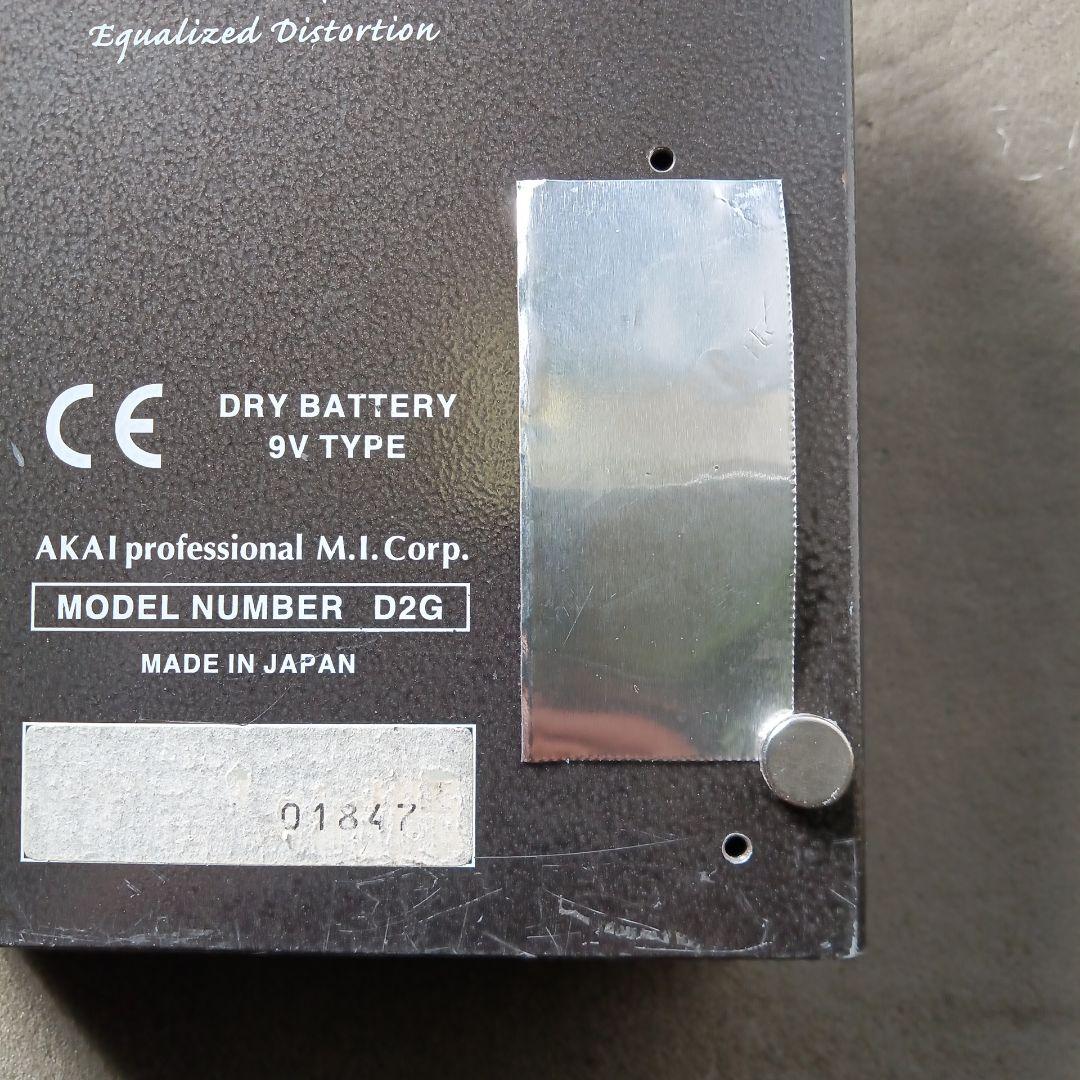 Equalized Distortion
CE
DRY BATTERY
9V TYPE
AKAI professional M.I.Corp.
MODEL NUMBER D2G
MADE IN JAPAN
01847